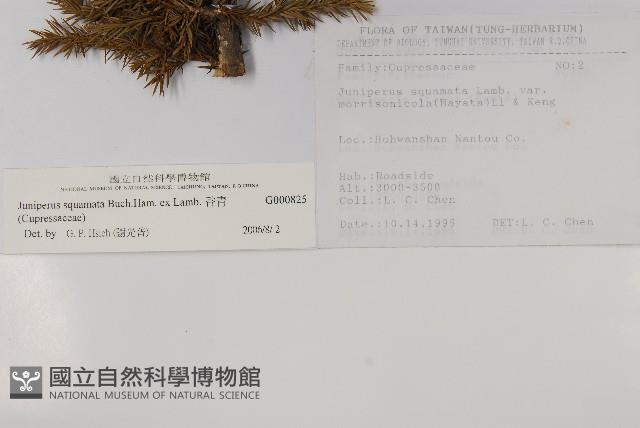 FLORA OF TAIWAN(TUNG-HERBARIUM)
DEPARTMENT OF BIOLOGY, TUNGHAI UNIVERSITY, TAIWAN R.O.CHINA
Family:Cupressaceae NO:2
Juniperus squamata Lamb. var.
morrisonicola(Hayata)Li & Keng
Loc.:Hohwanshan Nantou Co.
Hab.:Roadside
Alt.:3000-3500
Coll.:L. C. Chen
Date.:10.14.1995 DET:L. C. Chen
國立自然科學博物館
NATIONAL MUSEUM OF NATURAL SCIENCE, TAICHUNG, TAIWAN, R.O.CHINA
Juniperus squamata Buch.Ham. ex Lamb. 香青 G000825
(Cupressaceae)
Det. by G. P. Hsieh 2006/8/2
國立自然科學博物館
NATIONAL MUSEUM OF NATURAL SCIENCE